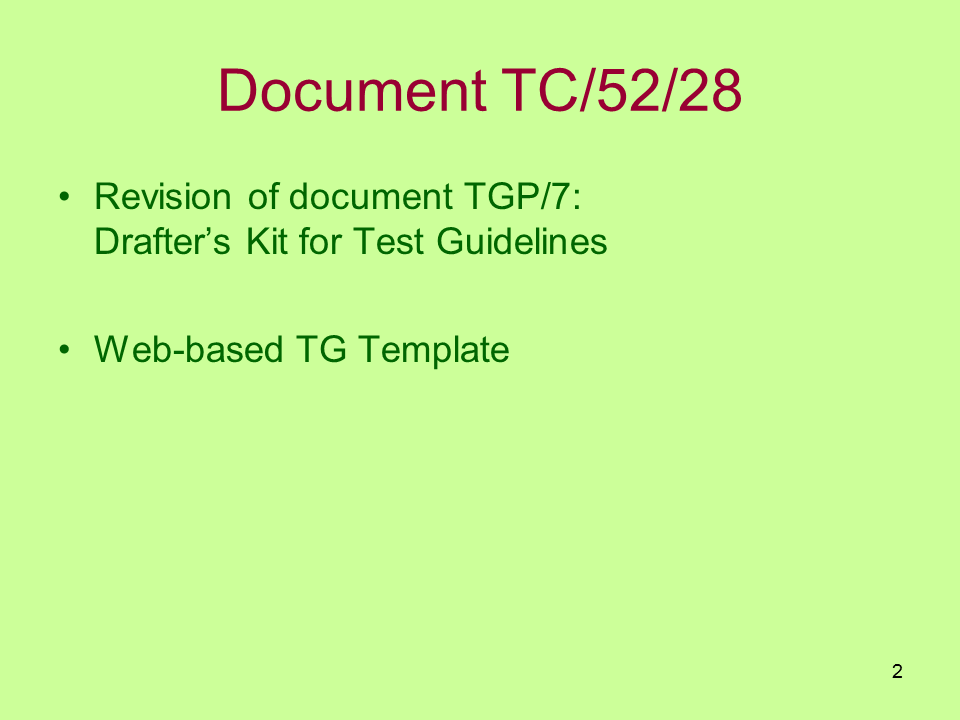 Document TC/52/28
• Revision of document TGP/7:
Drafter’s Kit for Test Guidelines
• Web-based TG Template
2